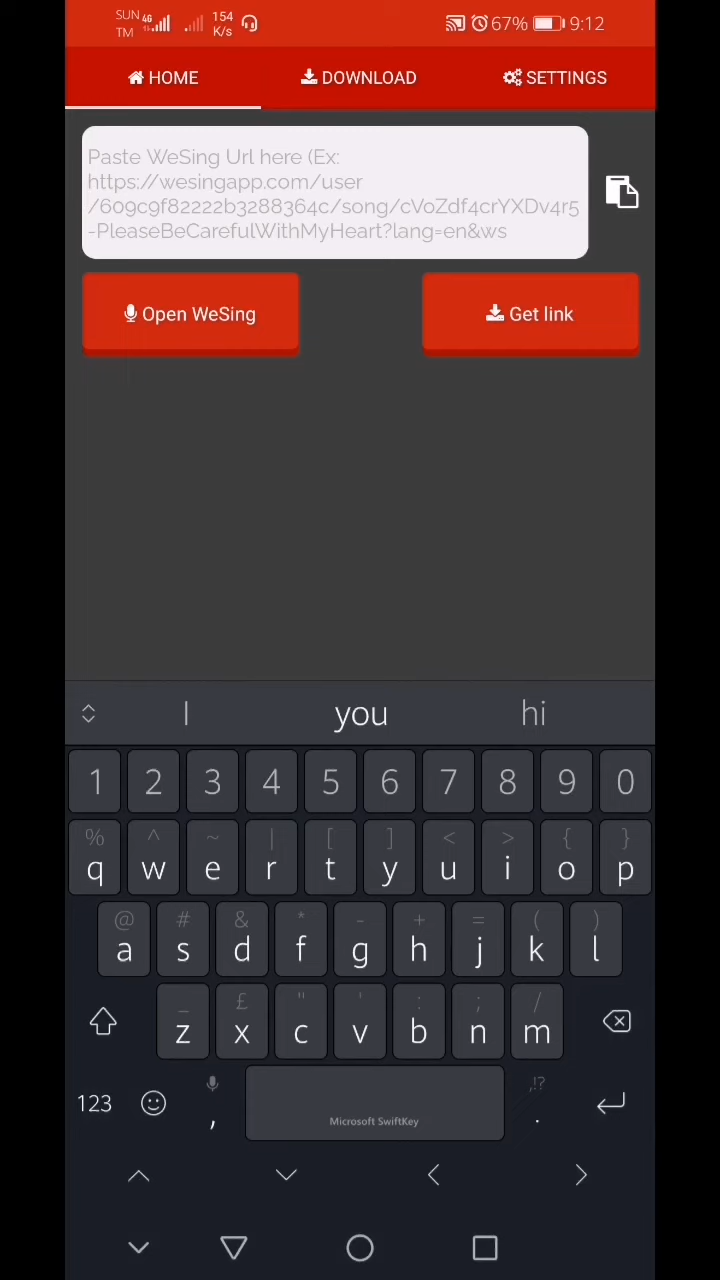 SUN 4G 154 67% 9:12
TM K/s
HOME DOWNLOAD SETTINGS
Paste WeSing Url here (Ex:
https://wesingapp.com/user
/609c9f82222b3288364c/song/cVoZdf4crYXDv4r5
-PleaseBeCarefulWithMyHeart?lang=en&ws
Open WeSing Get link
I you hi
1 2 3 4 5 6 7 8 9 0
% ^ ~ | [ ] < > { }
q w e r t y u i o p
@ # & * - + = ( )
a s d f g h j k l
_ £ " ' : ; /
z x c v b n m
,!?
123 , .
Microsoft SwiftKey